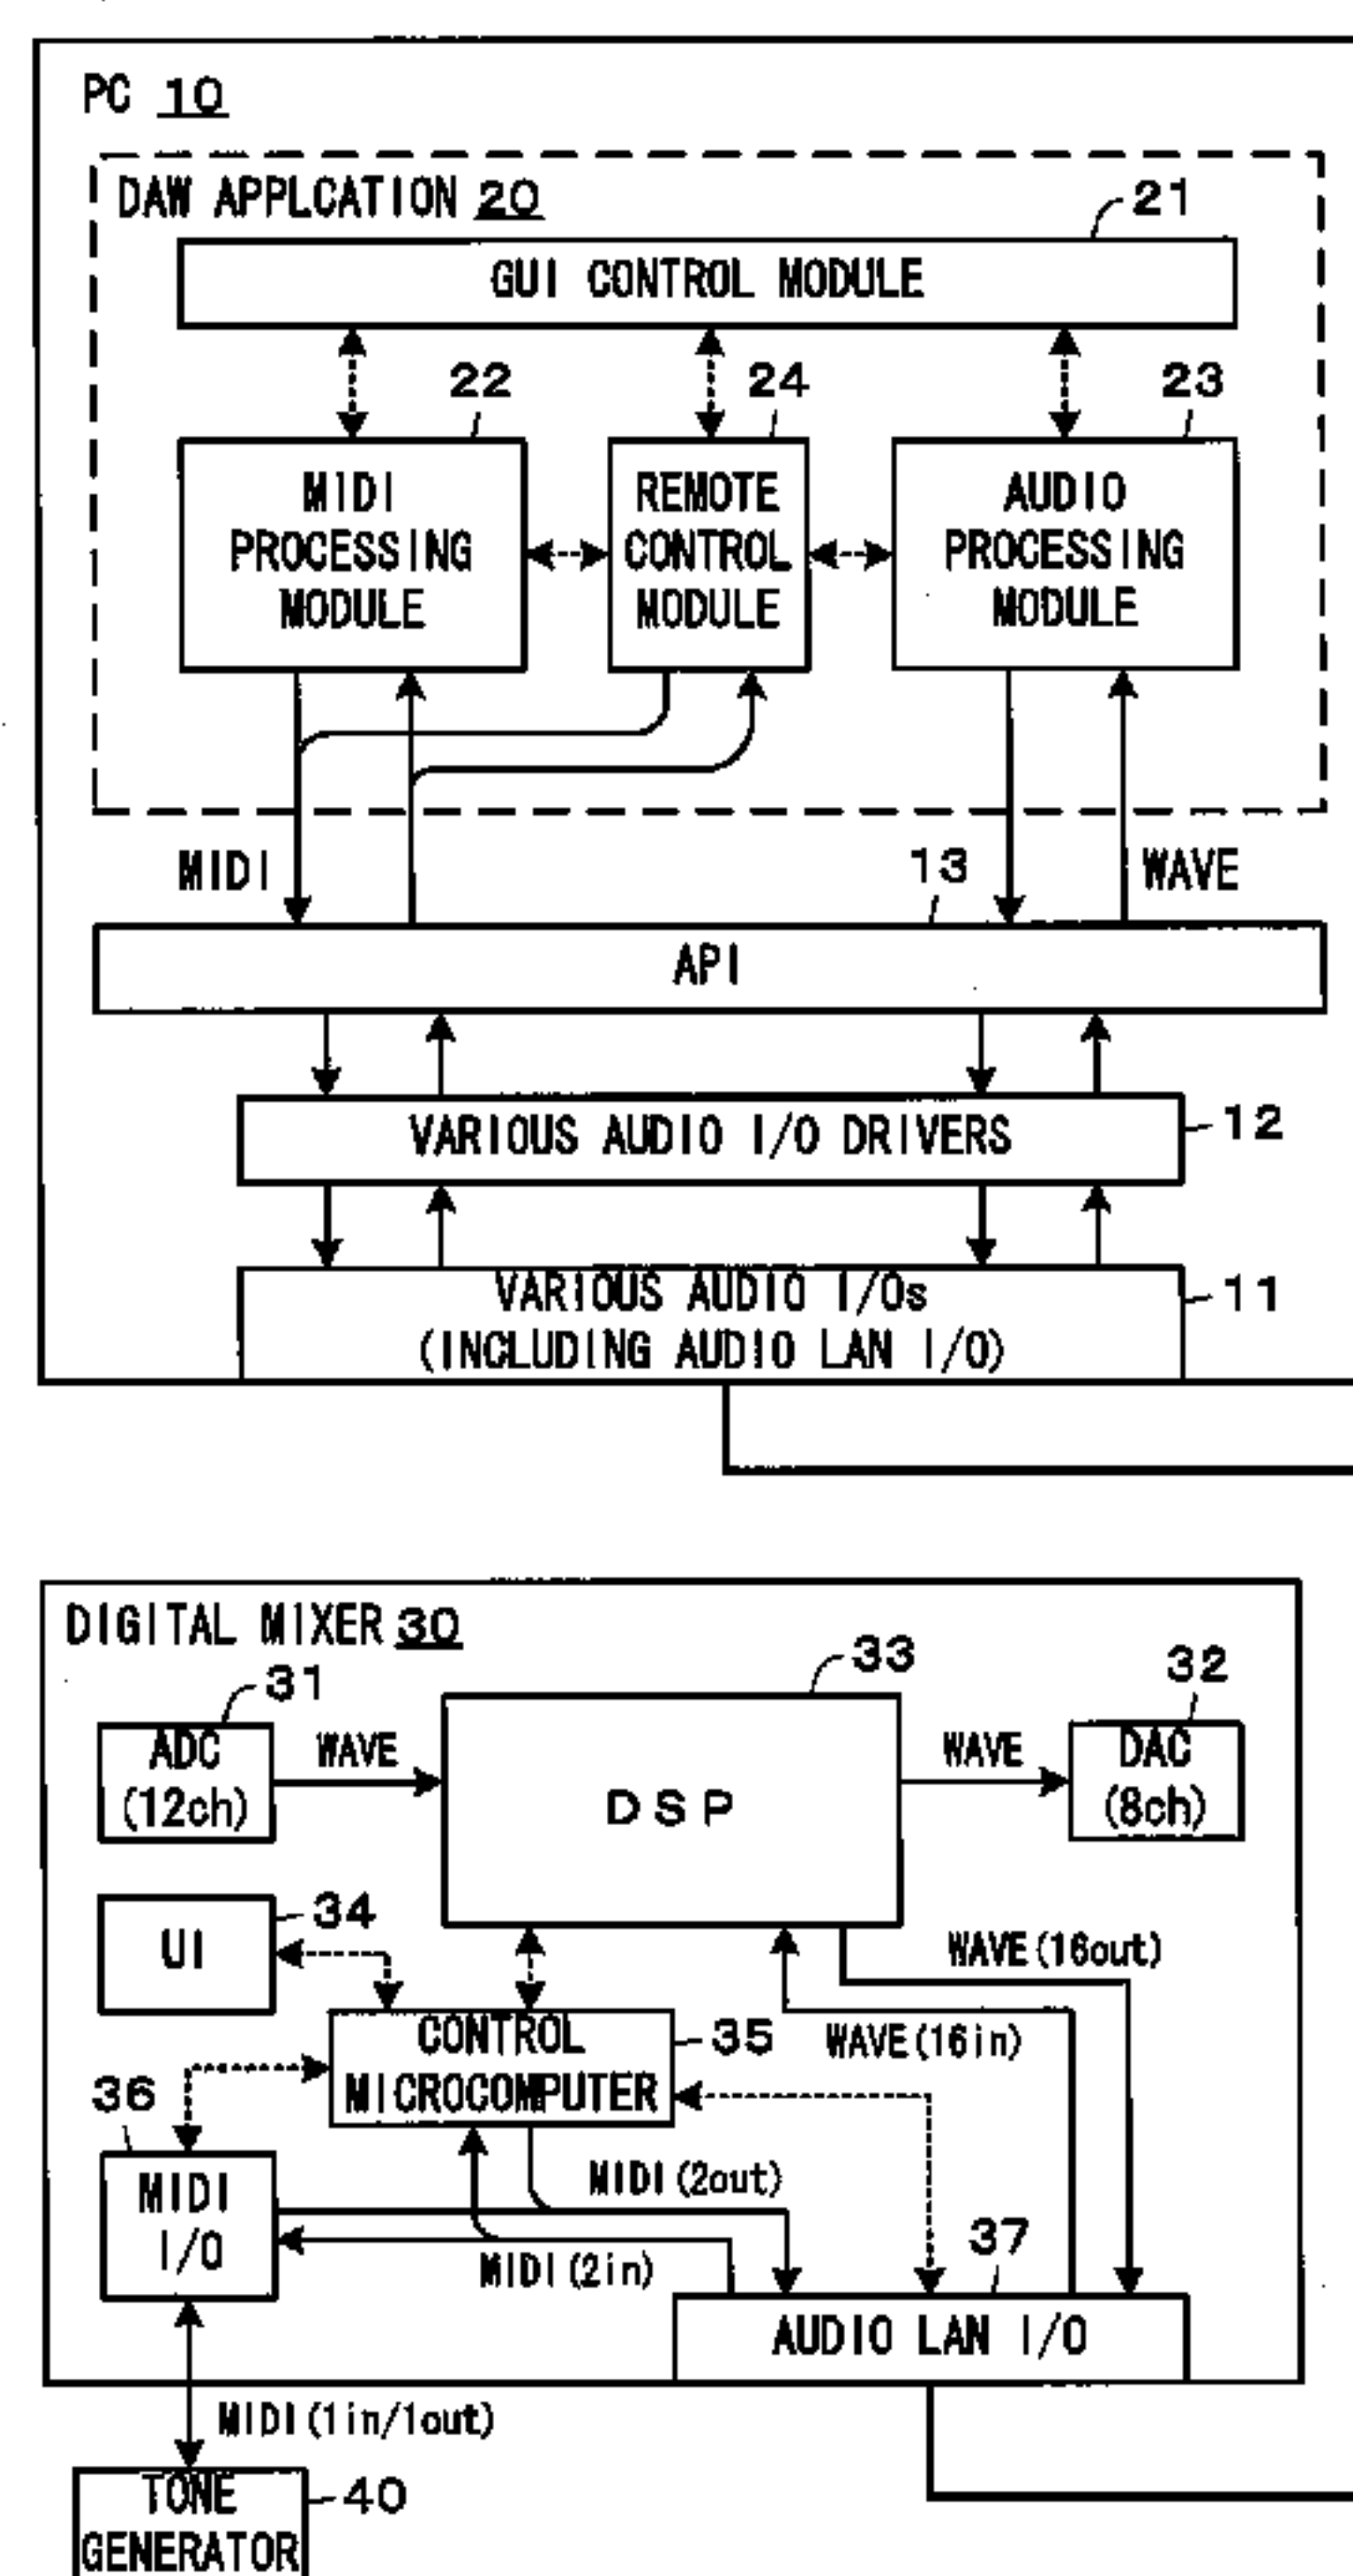 PC 10
DAW APPLCATION 20
21
GUI CONTROL MODULE
22
24
23
MIDI
PROCESSING
MODULE
REMOTE
CONTROL
MODULE
AUDIO
PROCESSING
MODULE
MIDI
13
WAVE
API
VARIOUS AUDIO I/O DRIVERS
12
VARIOUS AUDIO I/Os
(INCLUDING AUDIO LAN I/O)
11
DIGITAL MIXER 30
31
33
32
ADC
(12ch)
WAVE
DSP
WAVE
DAC
(8ch)
UI
34
WAVE(16out)
CONTROL
MICROCOMPUTER
35
WAVE(16in)
36
MIDI
I/O
MIDI(2out)
MIDI(2in)
37
AUDIO LAN I/O
MIDI(1in/1out)
TONE
GENERATOR
40